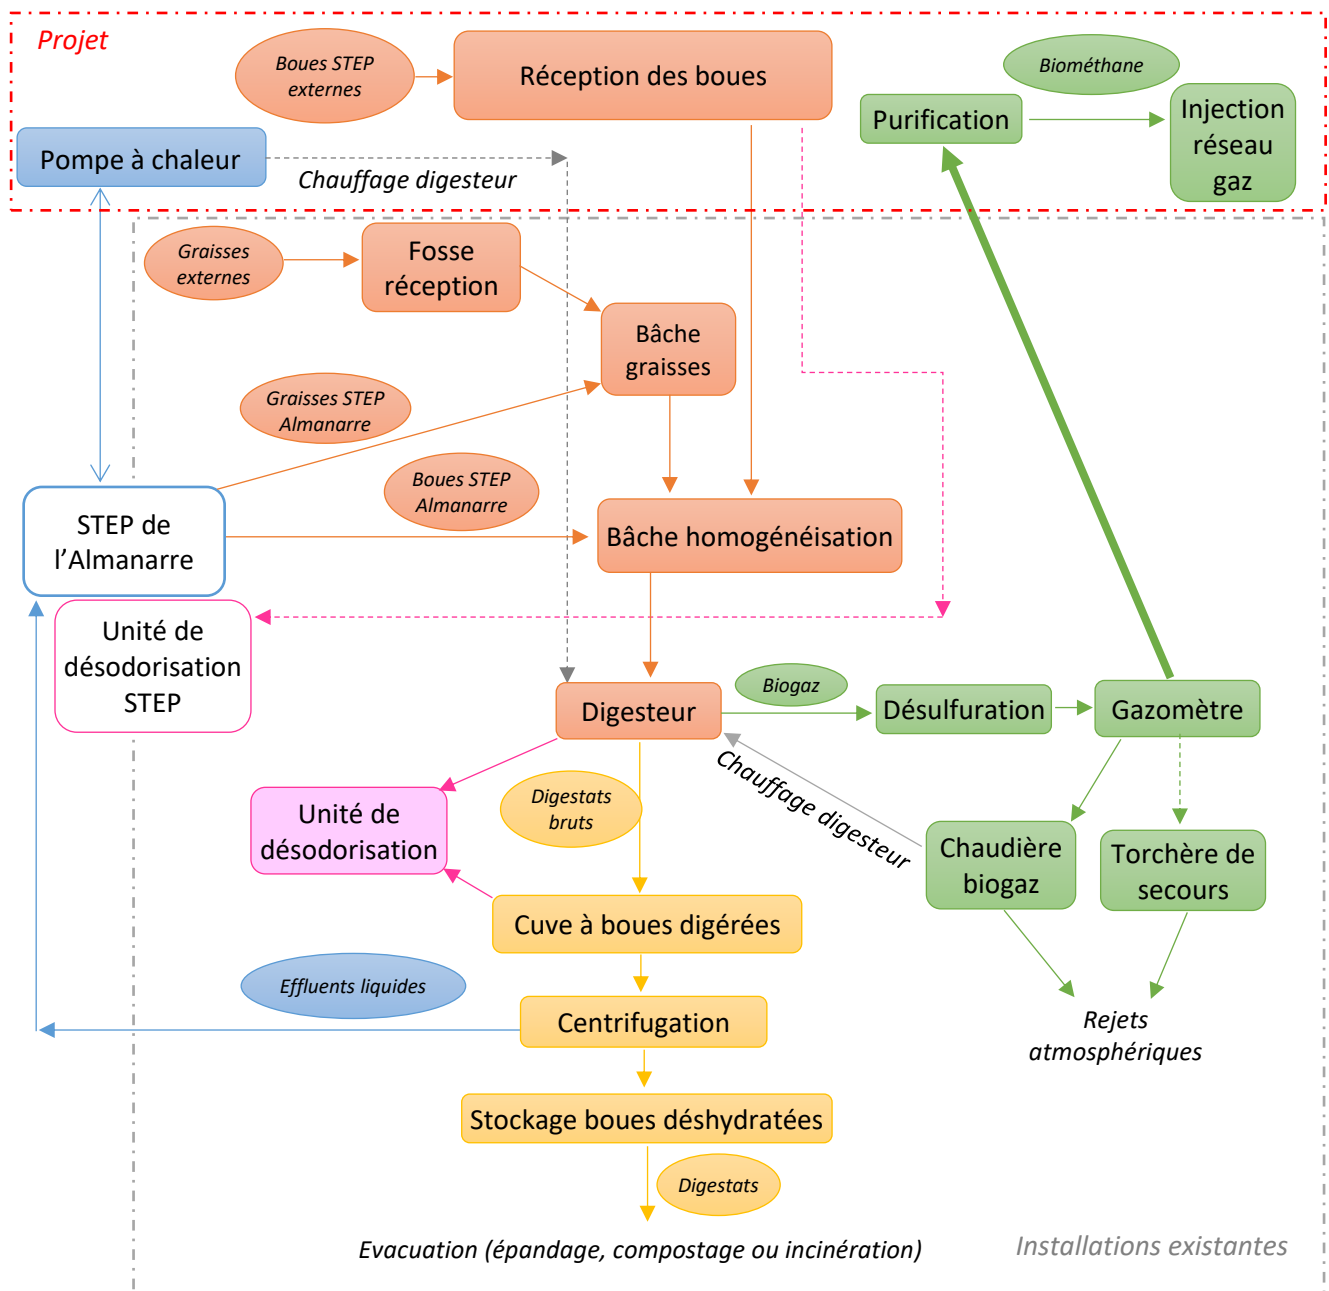 Projet
Boues STEP
externes
Réception des boues
Biométhane
Purification
Injection
réseau
gaz
Pompe à chaleur
Chauffage digesteur
Graisses
externes
Fosse
réception
Bâche
graisses
Graisses STEP
Almanarre
Boues STEP
Almanarre
STEP de
l’Almanarre
Bâche homogénéisation
Unité de
désodorisation
STEP
Digesteur
Biogaz
Désulfuration
Gazomètre
Chauffage digesteur
Digestats
bruts
Unité de
désodorisation
Chaudière
biogaz
Torchère de
secours
Cuve à boues digérées
Effluents liquides
Centrifugation
Rejets
atmosphériques
Stockage boues déshydratées
Digestats
Evacuation (épandage, compostage ou incinération)
Installations existantes